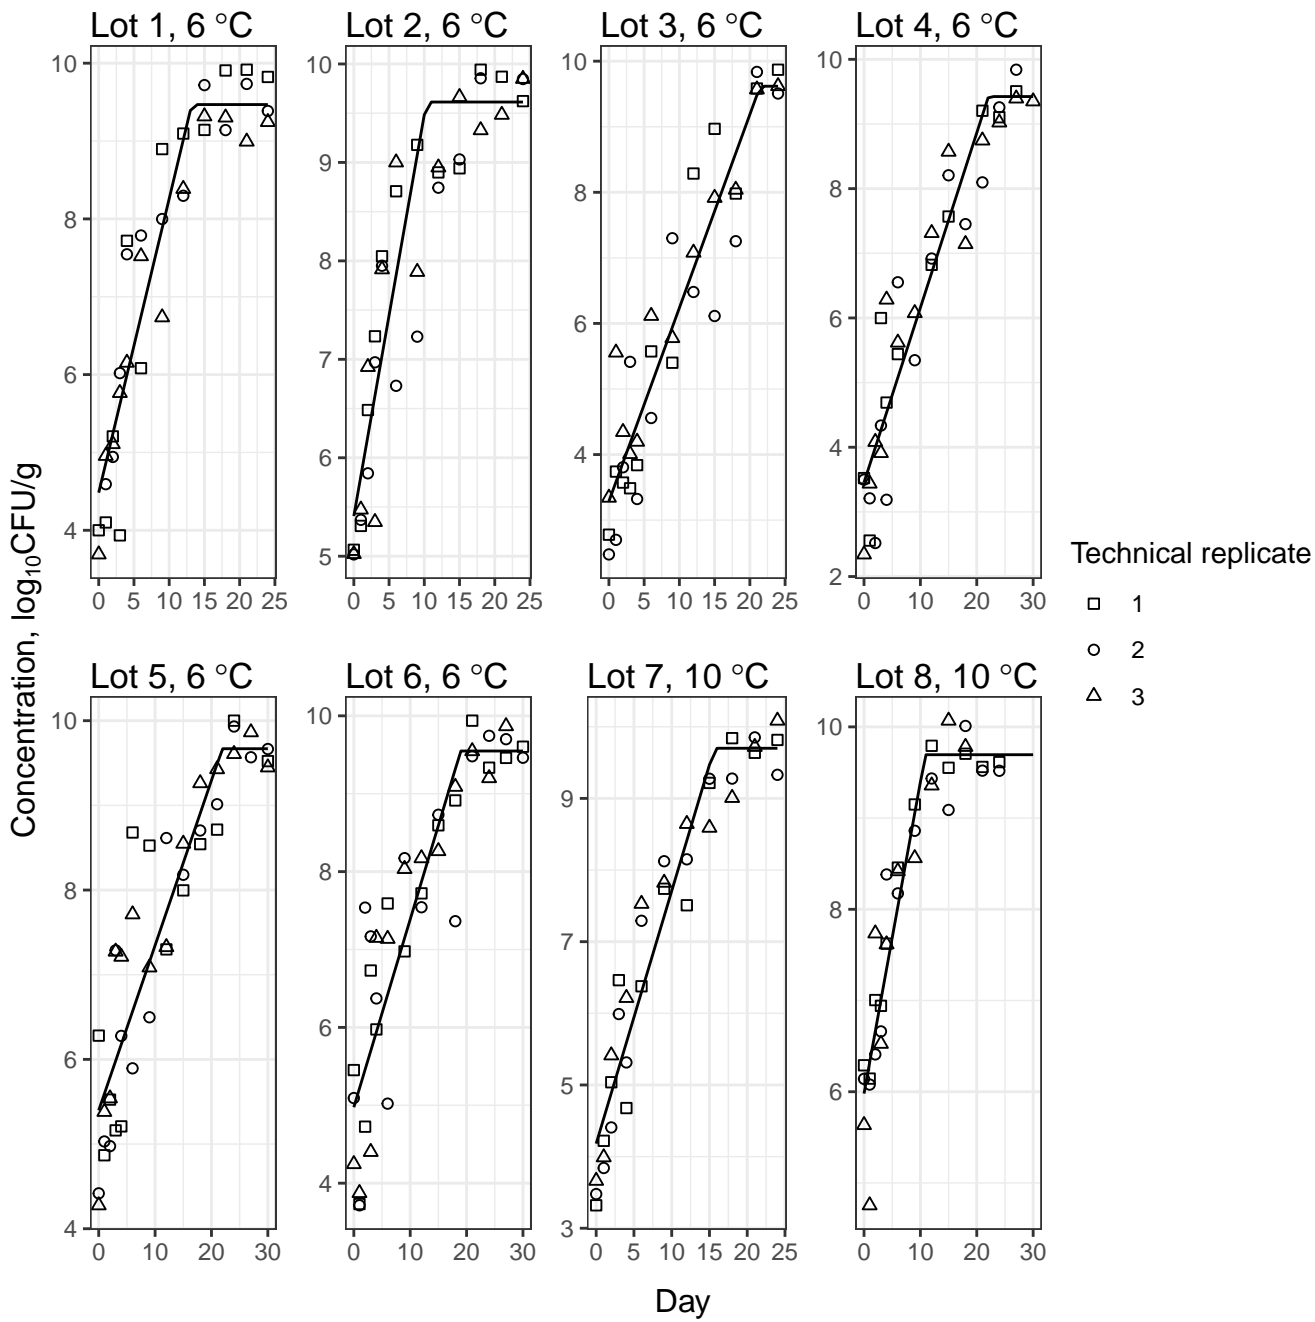 Lot 1, 6 °C
Lot 2, 6 °C
Lot 3, 6 °C
Lot 4, 6 °C
10
8
6
4
0 5 10 15 20 25
10
9
8
7
6
5
0 5 10 15 20 25
10
8
6
4
0 5 10 15 20 25
10
8
6
4
2
0 10 20 30
Concentration, log₁₀CFU/g
Lot 5, 6 °C
Lot 6, 6 °C
Lot 7, 10 °C
Lot 8, 10 °C
10
8
6
4
0 10 20 30
10
8
6
4
0 10 20 30
9
7
5
3
0 5 10 15 20 25
10
8
6
0 10 20 30
Day
Technical replicate
1
2
3